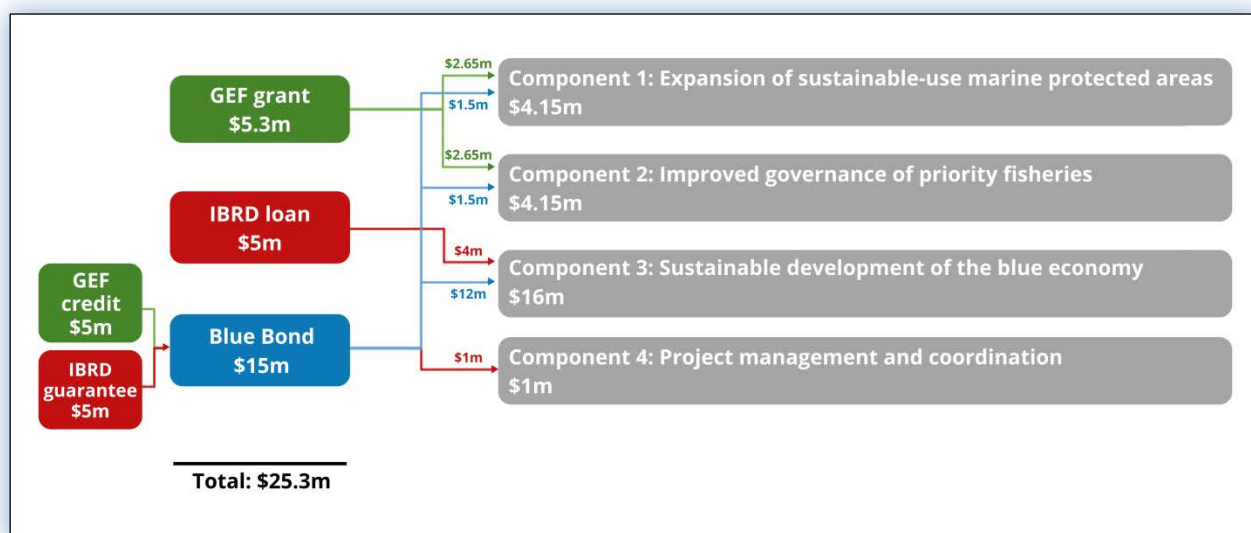 GEF grant
$5.3m
IBRD loan
$5m
GEF
credit
$5m
IBRD
guarantee
$5m
Blue Bond
$15m
Total: $25.3m
$2.65m
$1.5m
Component 1: Expansion of sustainable-use marine protected areas
$4.15m
$2.65m
$1.5m
Component 2: Improved governance of priority fisheries
$4.15m
$4m
$12m
Component 3: Sustainable development of the blue economy
$16m
$1m
Component 4: Project management and coordination
$1m